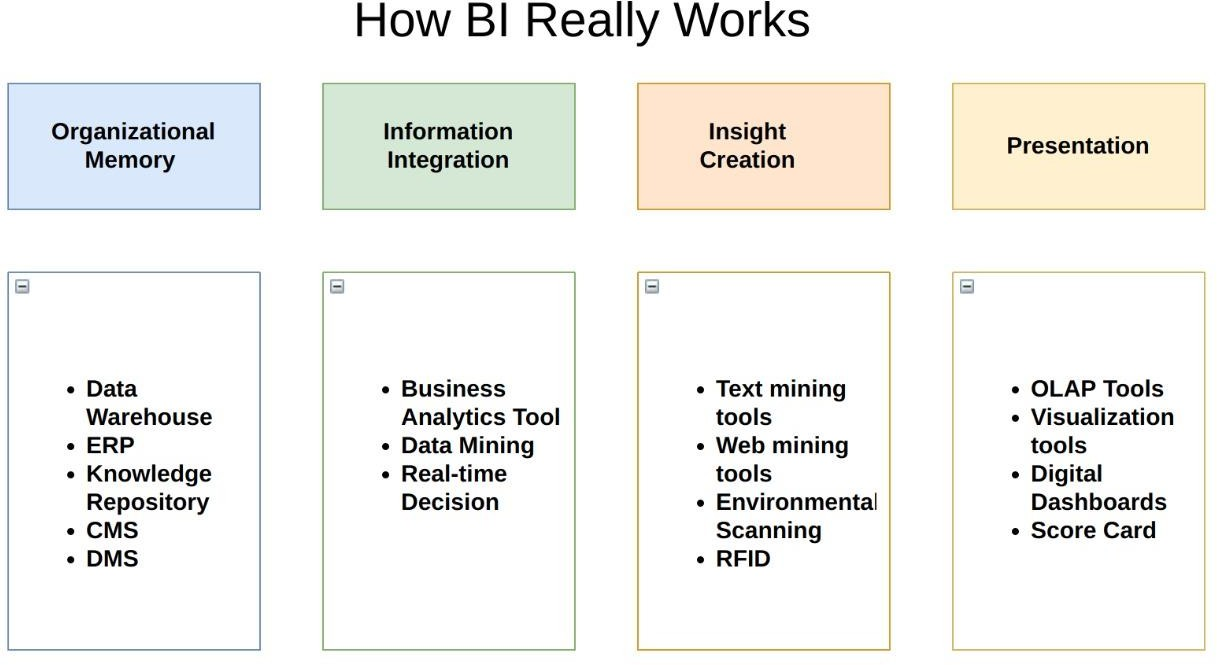 How BI Really Works
Organizational
Memory
Information
Integration
Insight
Creation
Presentation
• Data
Warehouse
• ERP
• Knowledge
Repository
• CMS
• DMS
• Business
Analytics Tool
• Data Mining
• Real-time
Decision
• Text mining
tools
• Web mining
tools
• Environmental
Scanning
• RFID
• OLAP Tools
• Visualization
tools
• Digital
Dashboards
• Score Card